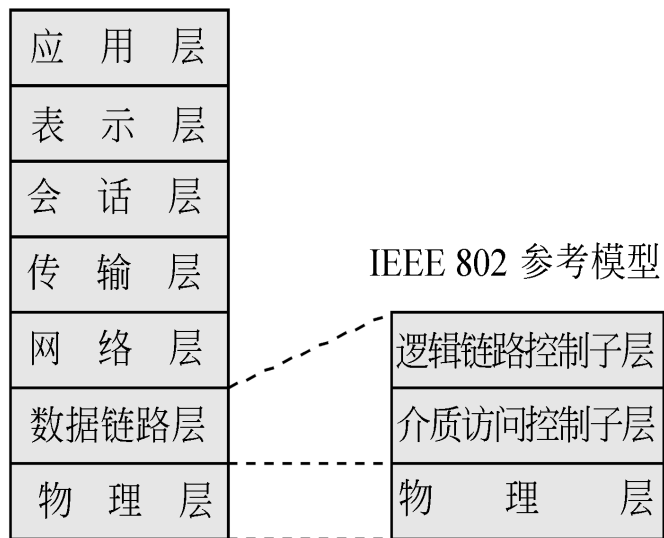 应用层
表示层
会话层
传输层
网络层
数据链路层
物理层
IEEE 802 参考模型
逻辑链路控制子层
介质访问控制子层
物理层